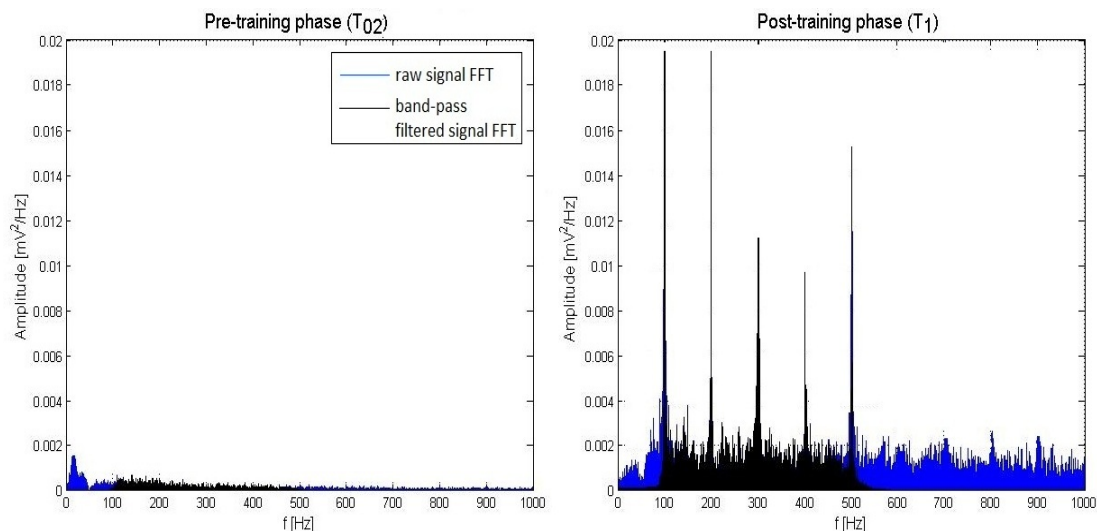 Pre-training phase (T02)
0.02
0.018
0.016
0.014
0.012
0.01
0.008
0.006
0.004
0.002
0
Amplitude [mV²/Hz]
raw signal FFT
band-pass
filtered signal FFT
0 100 200 300 400 500 600 700 800 900 1000
f [Hz]
Post-training phase (T1)
0.02
0.018
0.016
0.014
0.012
0.01
0.008
0.006
0.004
0.002
0
Amplitude [mV²/Hz]
0 100 200 300 400 500 600 700 800 900 1000
f [Hz]